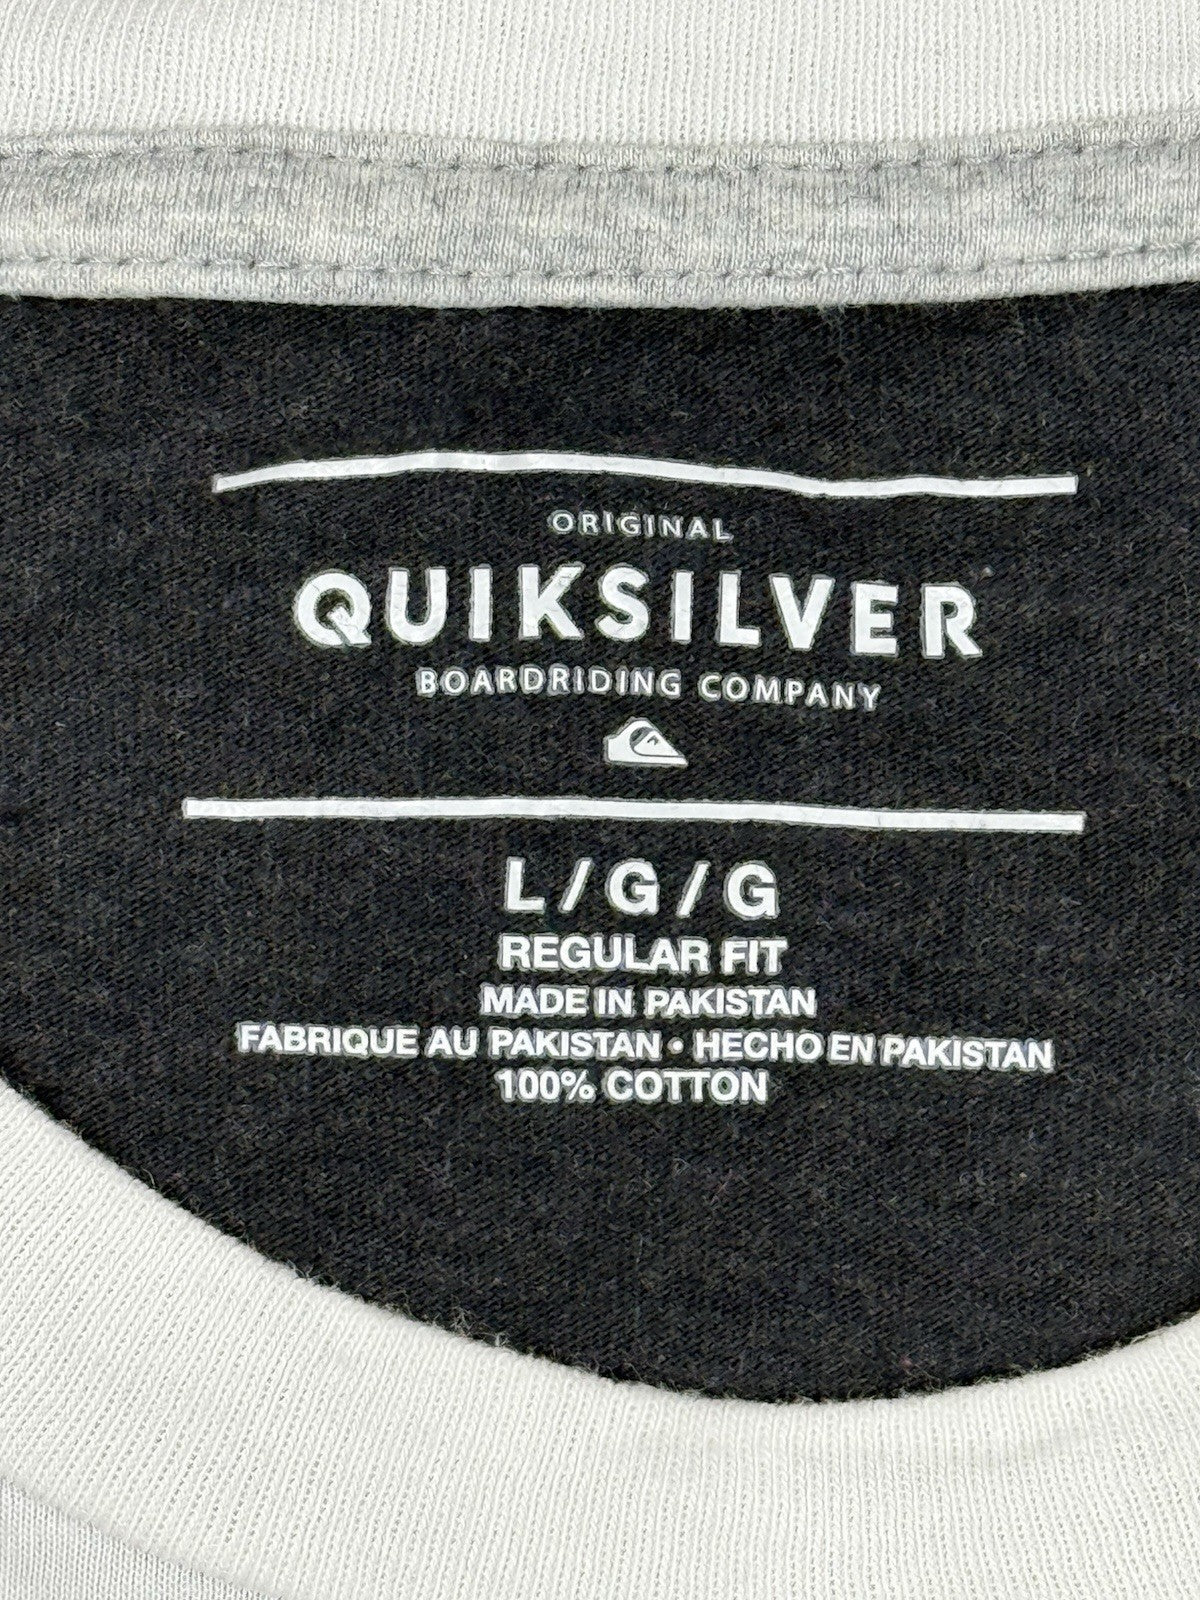 ORIGINAL
QUIKSILVER
BOARDRIDING COMPANY
L / G / G
REGULAR FIT
MADE IN PAKISTAN
FABRIQUE AU PAKISTAN • HECHO EN PAKISTAN
100% COTTON